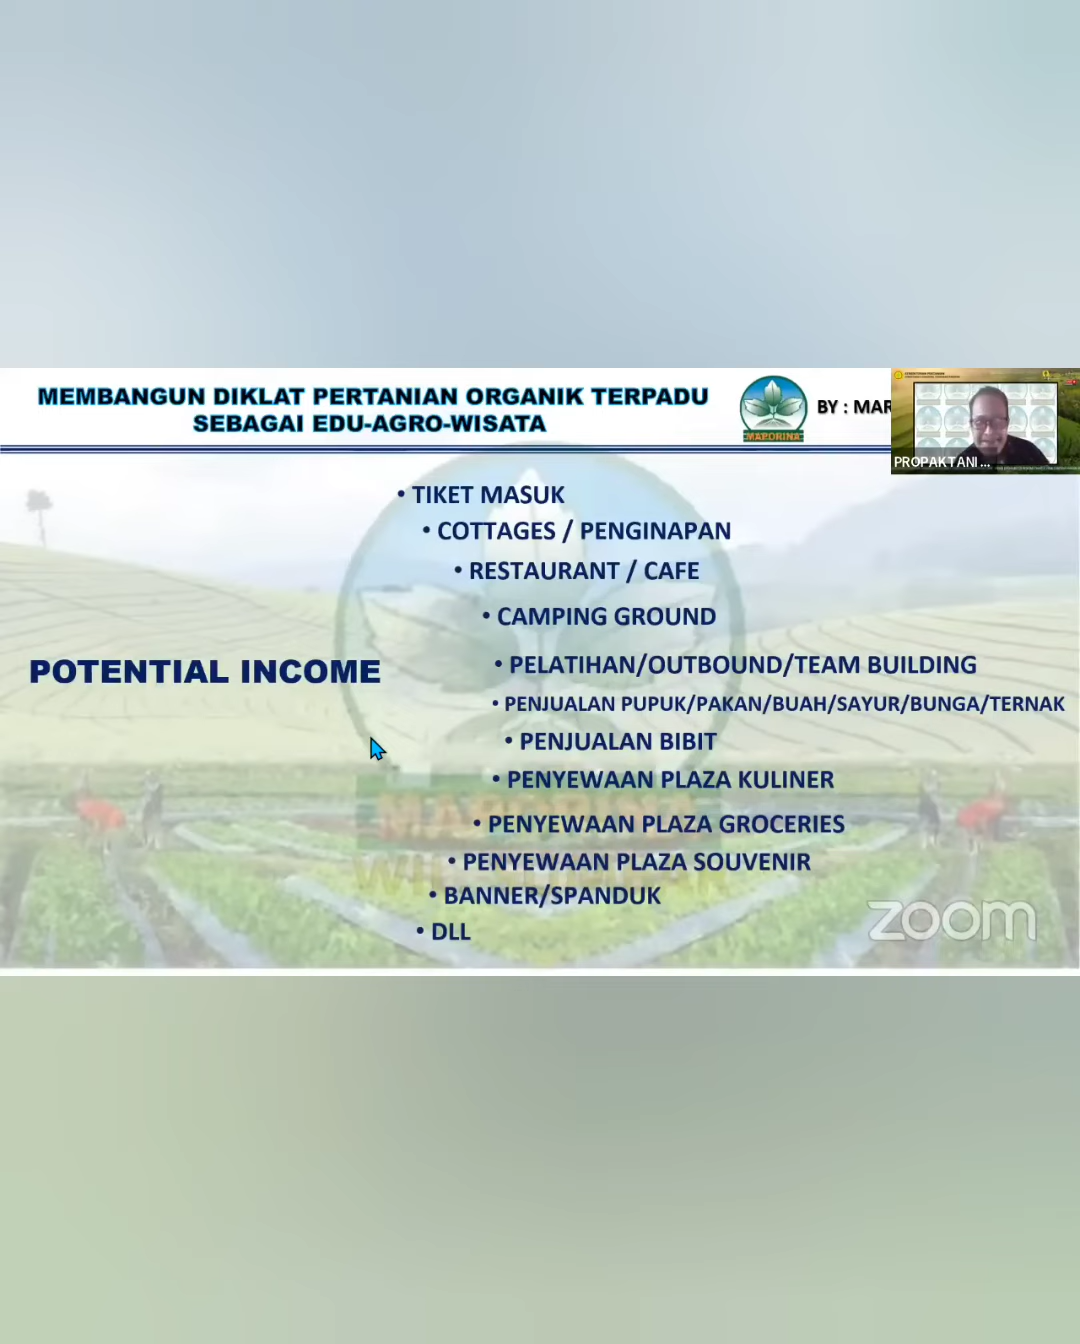 MEMBANGUN DIKLAT PERTANIAN ORGANIK TERPADU
SEBAGAI EDU-AGRO-WISATA
MAPORINA
BY : MAR
PROPAKTANI ...
• TIKET MASUK
• COTTAGES / PENGINAPAN
• RESTAURANT / CAFE
• CAMPING GROUND
POTENTIAL INCOME
• PELATIHAN/OUTBOUND/TEAM BUILDING
• PENJUALAN PUPUK/PAKAN/BUAH/SAYUR/BUNGA/TERNAK
• PENJUALAN BIBIT
• PENYEWAAN PLAZA KULINER
• PENYEWAAN PLAZA GROCERIES
• PENYEWAAN PLAZA SOUVENIR
• BANNER/SPANDUK
• DLL
MAPORINA
zoom